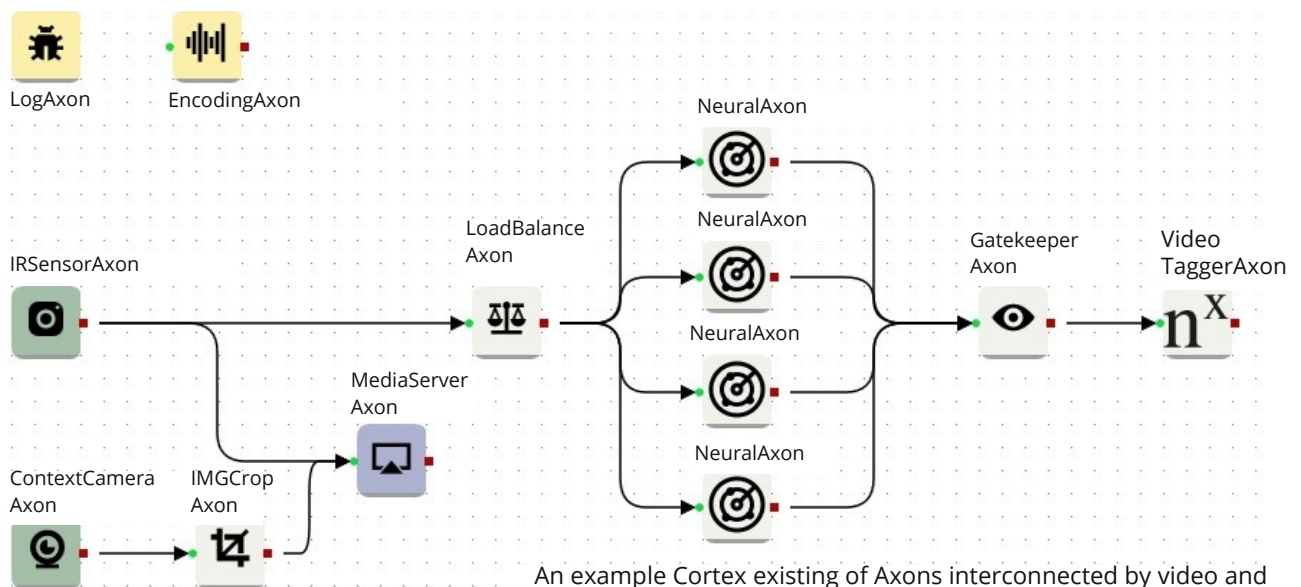 LogAxon
EncodingAxon
NeuralAxon
NeuralAxon
LoadBalance
Axon
Gatekeeper
Axon
Video
TaggerAxon
IRSensorAxon
n^x
NeuralAxon
MediaServer
Axon
NeuralAxon
ContextCamera
Axon
IMGCrop
Axon
An example Cortex existing of Axons interconnected by video and